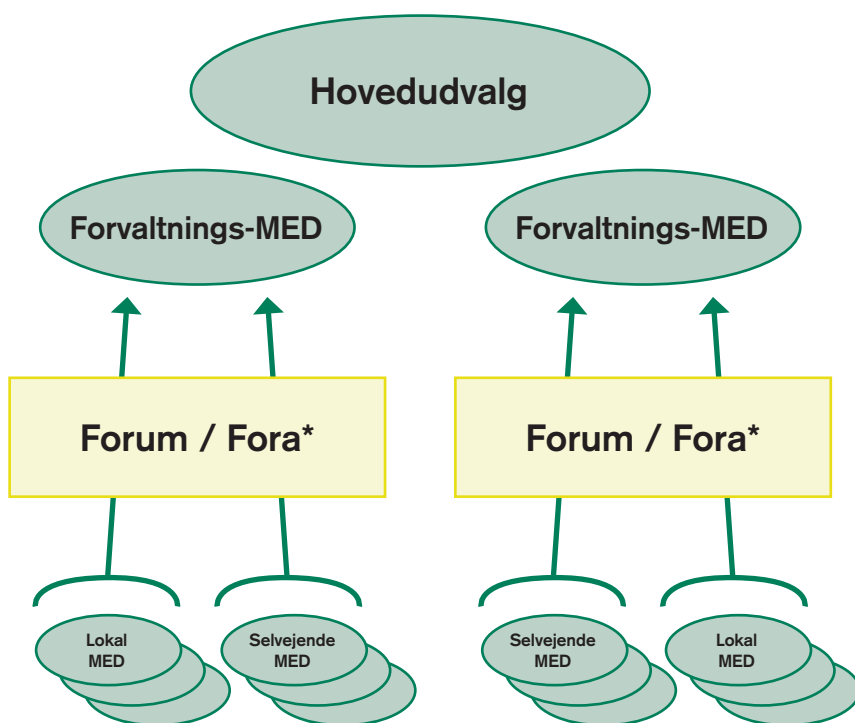 Hovedudvalg
Forvaltnings-MED
Forvaltnings-MED
Forum / Fora*
Forum / Fora*
Lokal
MED
Selvejende
MED
Selvejende
MED
Lokal
MED